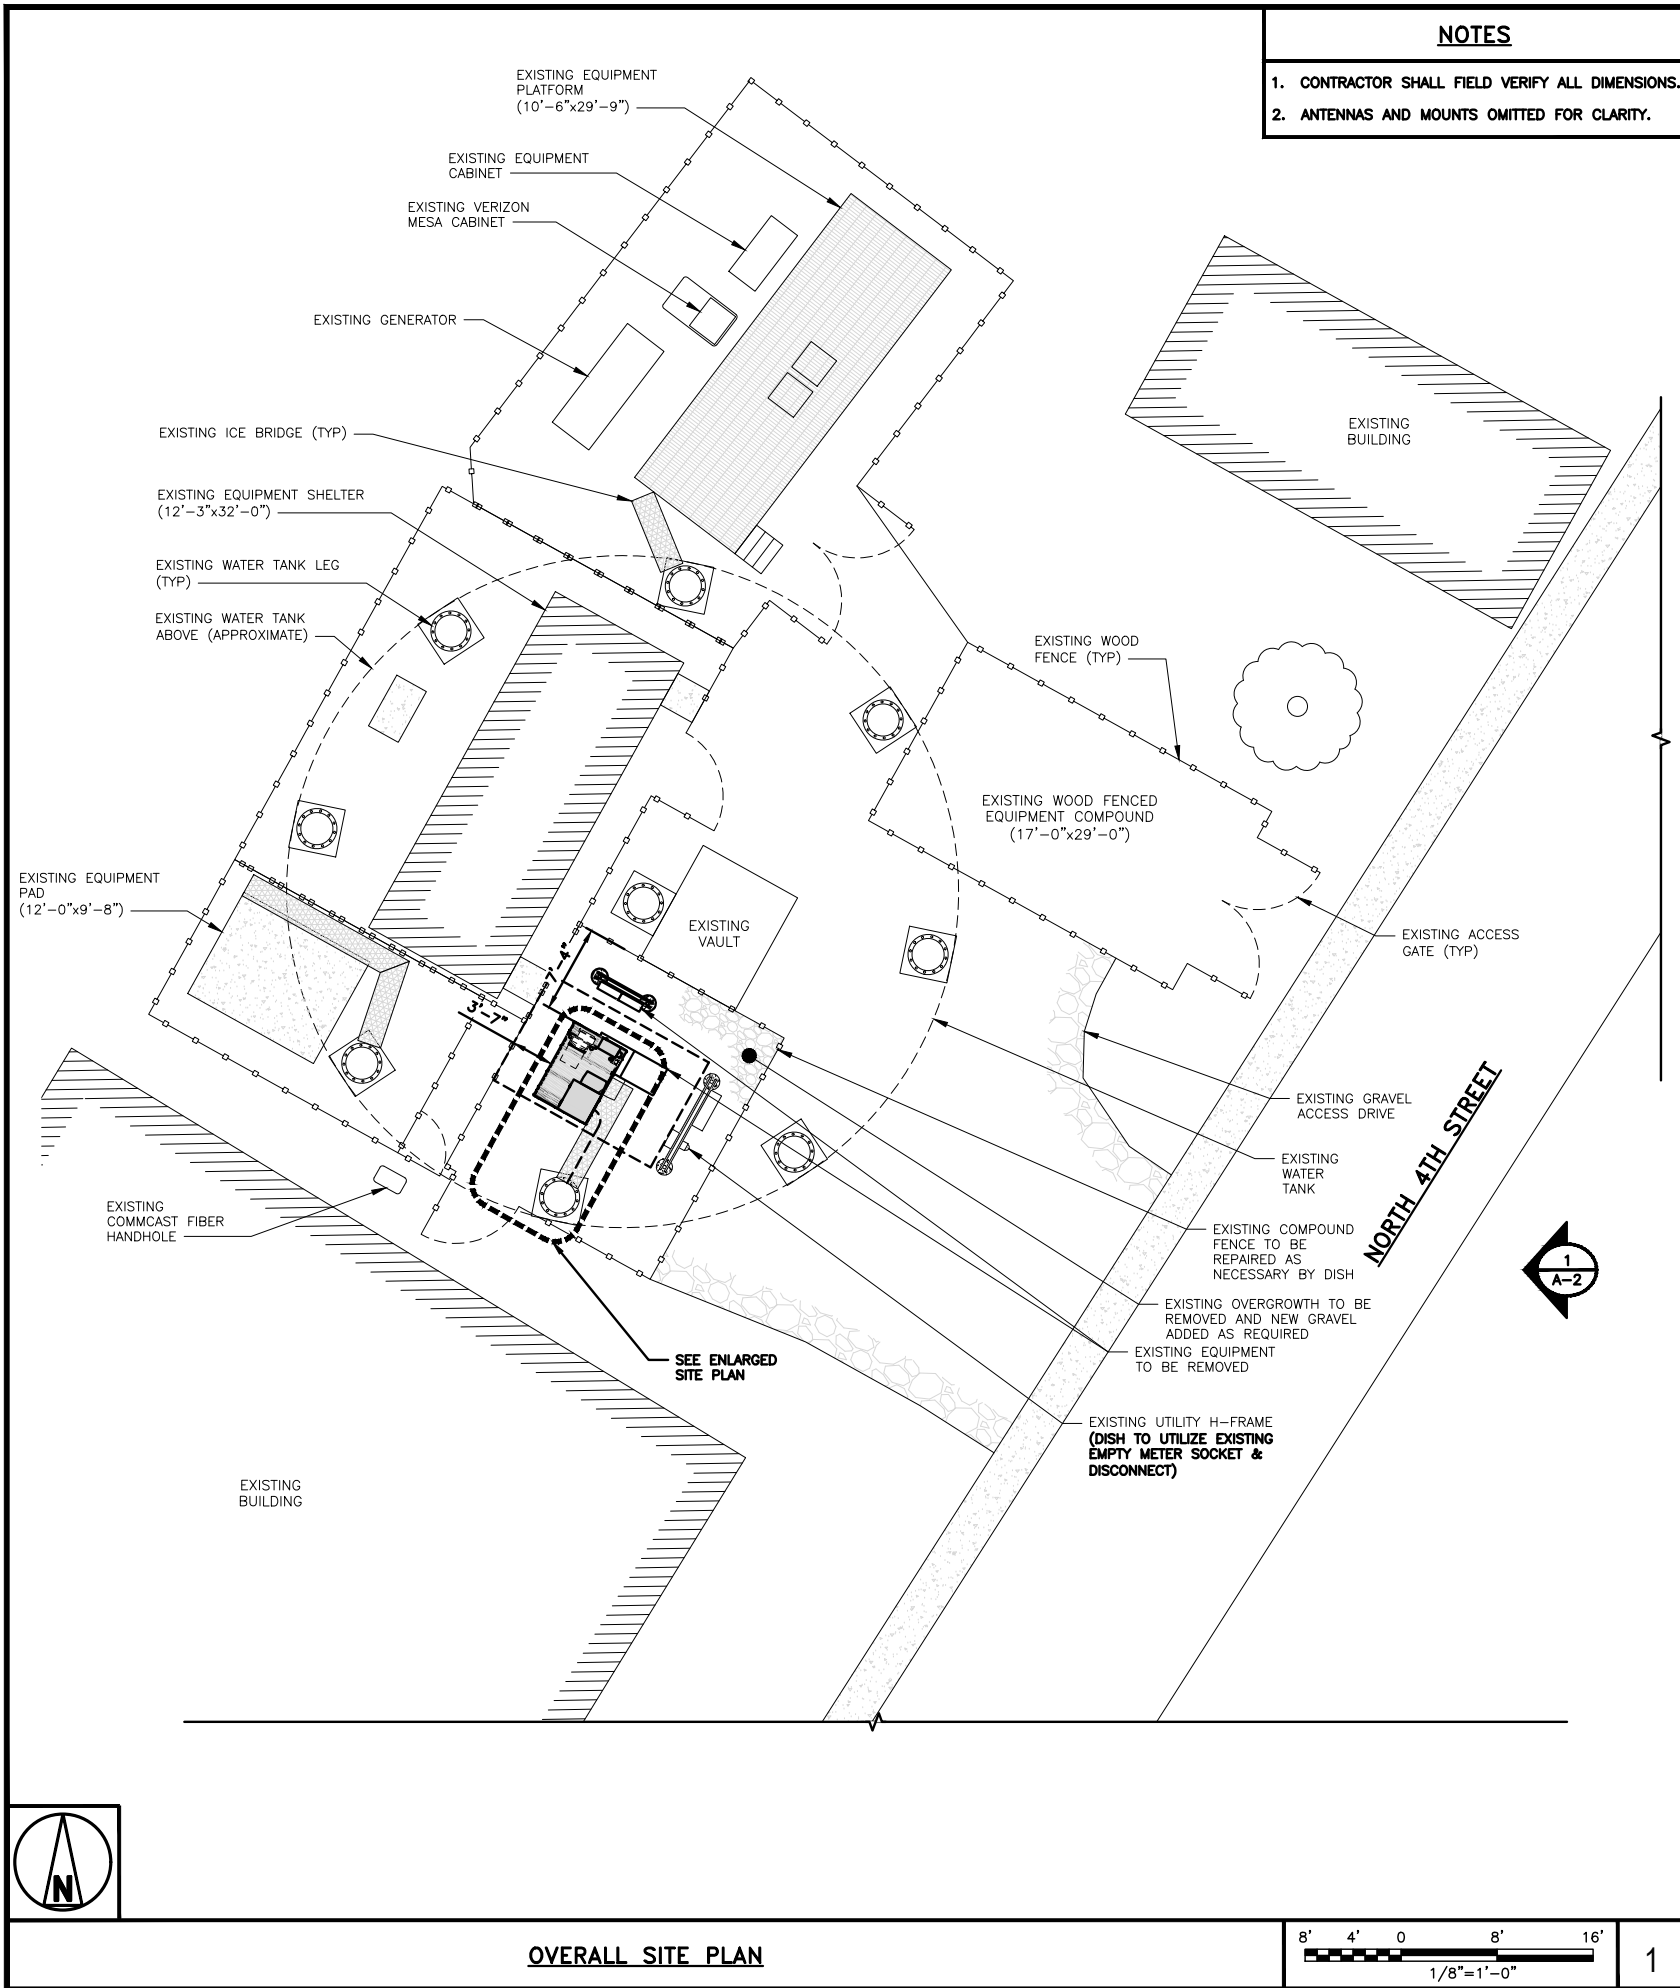 NOTES
1. CONTRACTOR SHALL FIELD VERIFY ALL DIMENSIONS.
2. ANTENNAS AND MOUNTS OMITTED FOR CLARITY.
EXISTING EQUIPMENT
PLATFORM
(10'-6"x29'-9")
EXISTING EQUIPMENT
CABINET
EXISTING VERIZON
MESA CABINET
EXISTING GENERATOR
EXISTING ICE BRIDGE (TYP)
EXISTING EQUIPMENT SHELTER
(12'-3"x32'-0")
EXISTING WATER TANK LEG
(TYP)
EXISTING WATER TANK
ABOVE (APPROXIMATE)
EXISTING EQUIPMENT
PAD
(12'-0"x9'-8")
EXISTING
BUILDING
EXISTING WOOD
FENCE (TYP)
EXISTING WOOD FENCED
EQUIPMENT COMPOUND
(17'-0"x29'-0")
EXISTING
VAULT
7'-4"
3'-7"
EXISTING ACCESS
GATE (TYP)
EXISTING GRAVEL
ACCESS DRIVE
EXISTING
WATER
TANK
NORTH 4TH STREET
EXISTING COMPOUND
FENCE TO BE
REPAIRED AS
NECESSARY BY DISH
1
A-2
EXISTING OVERGROWTH TO BE
REMOVED AND NEW GRAVEL
ADDED AS REQUIRED
EXISTING EQUIPMENT
TO BE REMOVED
EXISTING UTILITY H-FRAME
(DISH TO UTILIZE EXISTING
EMPTY METER SOCKET &
DISCONNECT)
EXISTING
COMMCAST FIBER
HANDHOLE
SEE ENLARGED
SITE PLAN
EXISTING
BUILDING
N
OVERALL SITE PLAN
8' 4' 0 8' 16'
1/8"=1'-0"
1